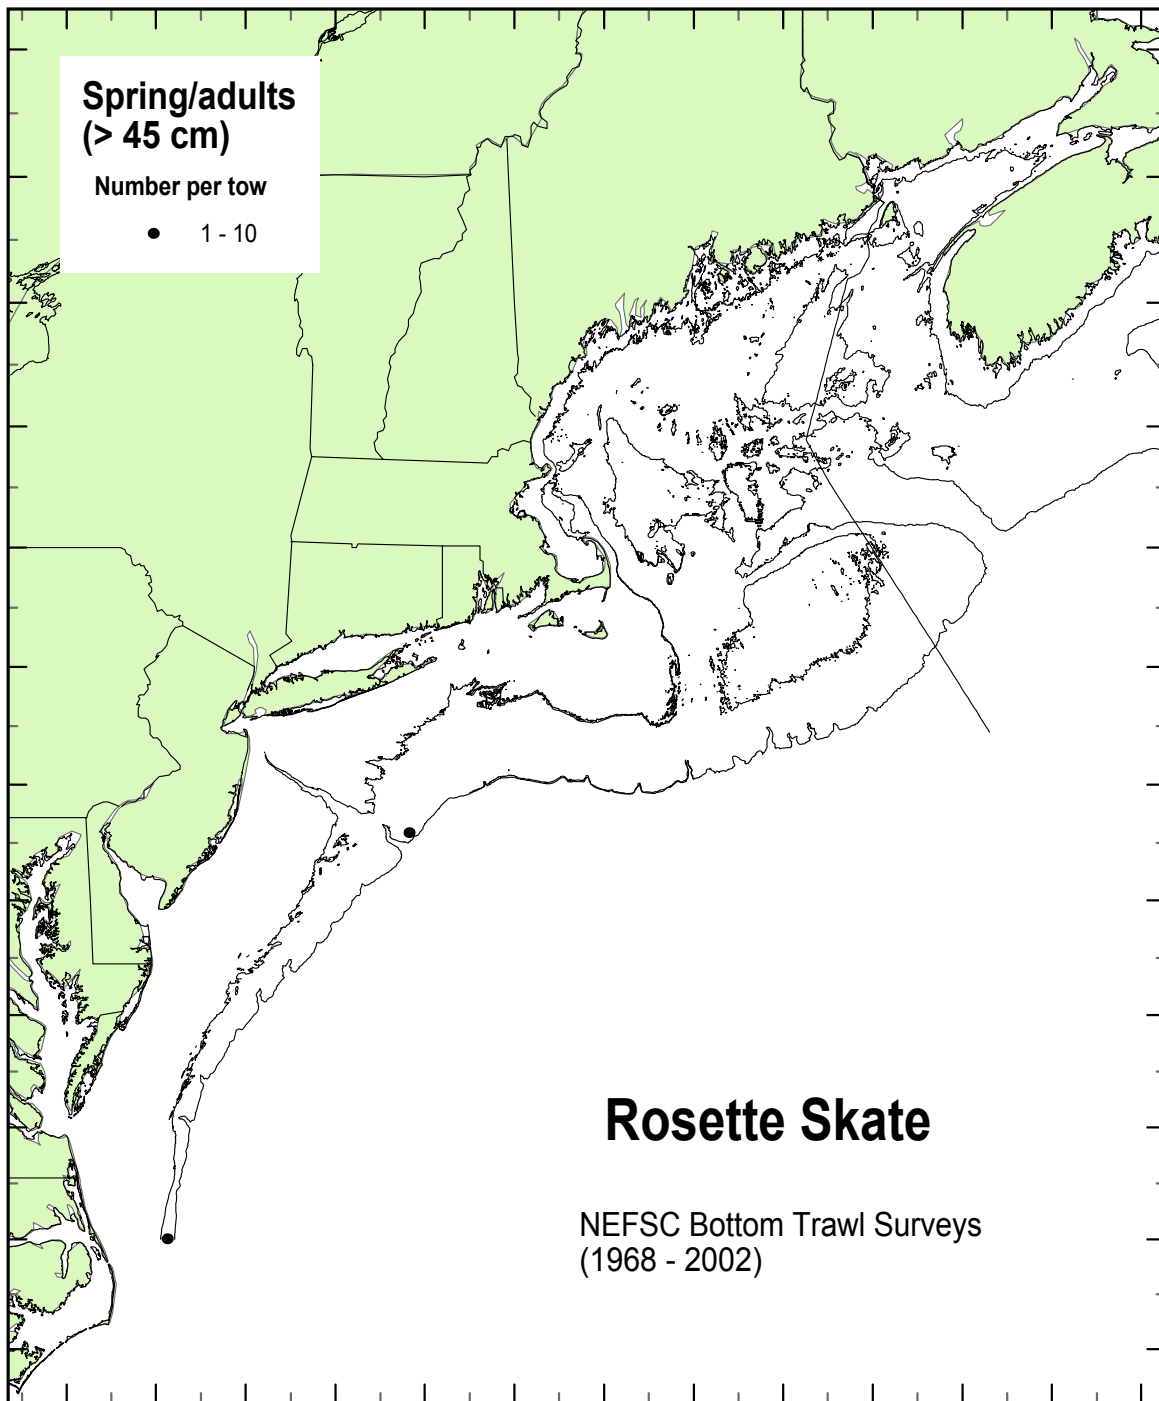 Spring/adults
(> 45 cm)
Number per tow
1 - 10
Rosette Skate
NEFSC Bottom Trawl Surveys
(1968 - 2002)